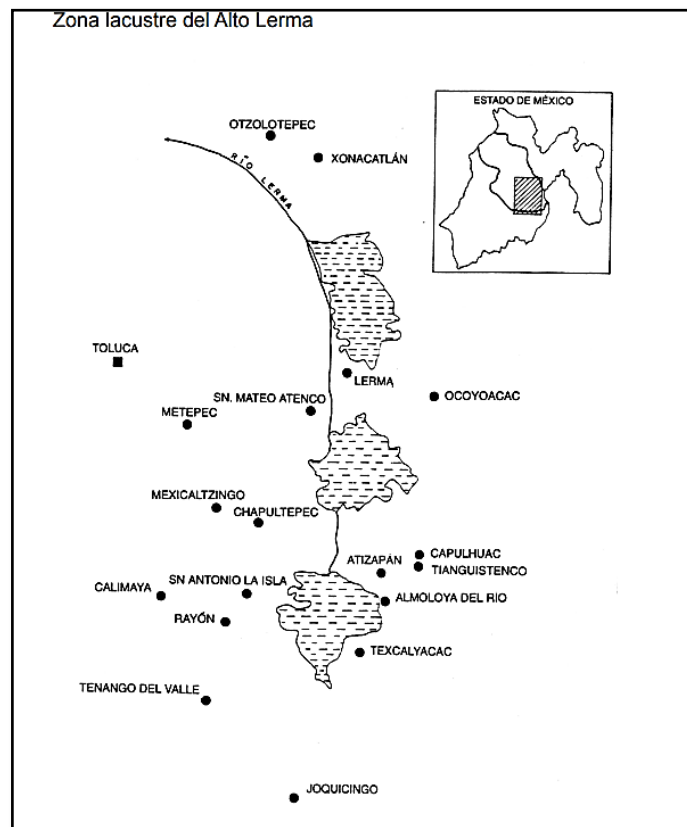 Zona lacustre del Alto Lerma
ESTADO DE MÉXICO
OTZOLOTEPEC
XONACATLÁN
RÍO LERMA
TOLUCA
LERMA
OCOYOACAC
SN. MATEO ATENCO
METEPEC
MEXICALTZINGO
CHAPULTEPEC
CAPULHUAC
ATIZAPÁN
TIANGUISTENCO
SN ANTONIO LA ISLA
CALIMAYA
ALMOLOYA DEL RIO
RAYÓN
TEXCALYACAC
TENANGO DEL VALLE
JOQUICINGO